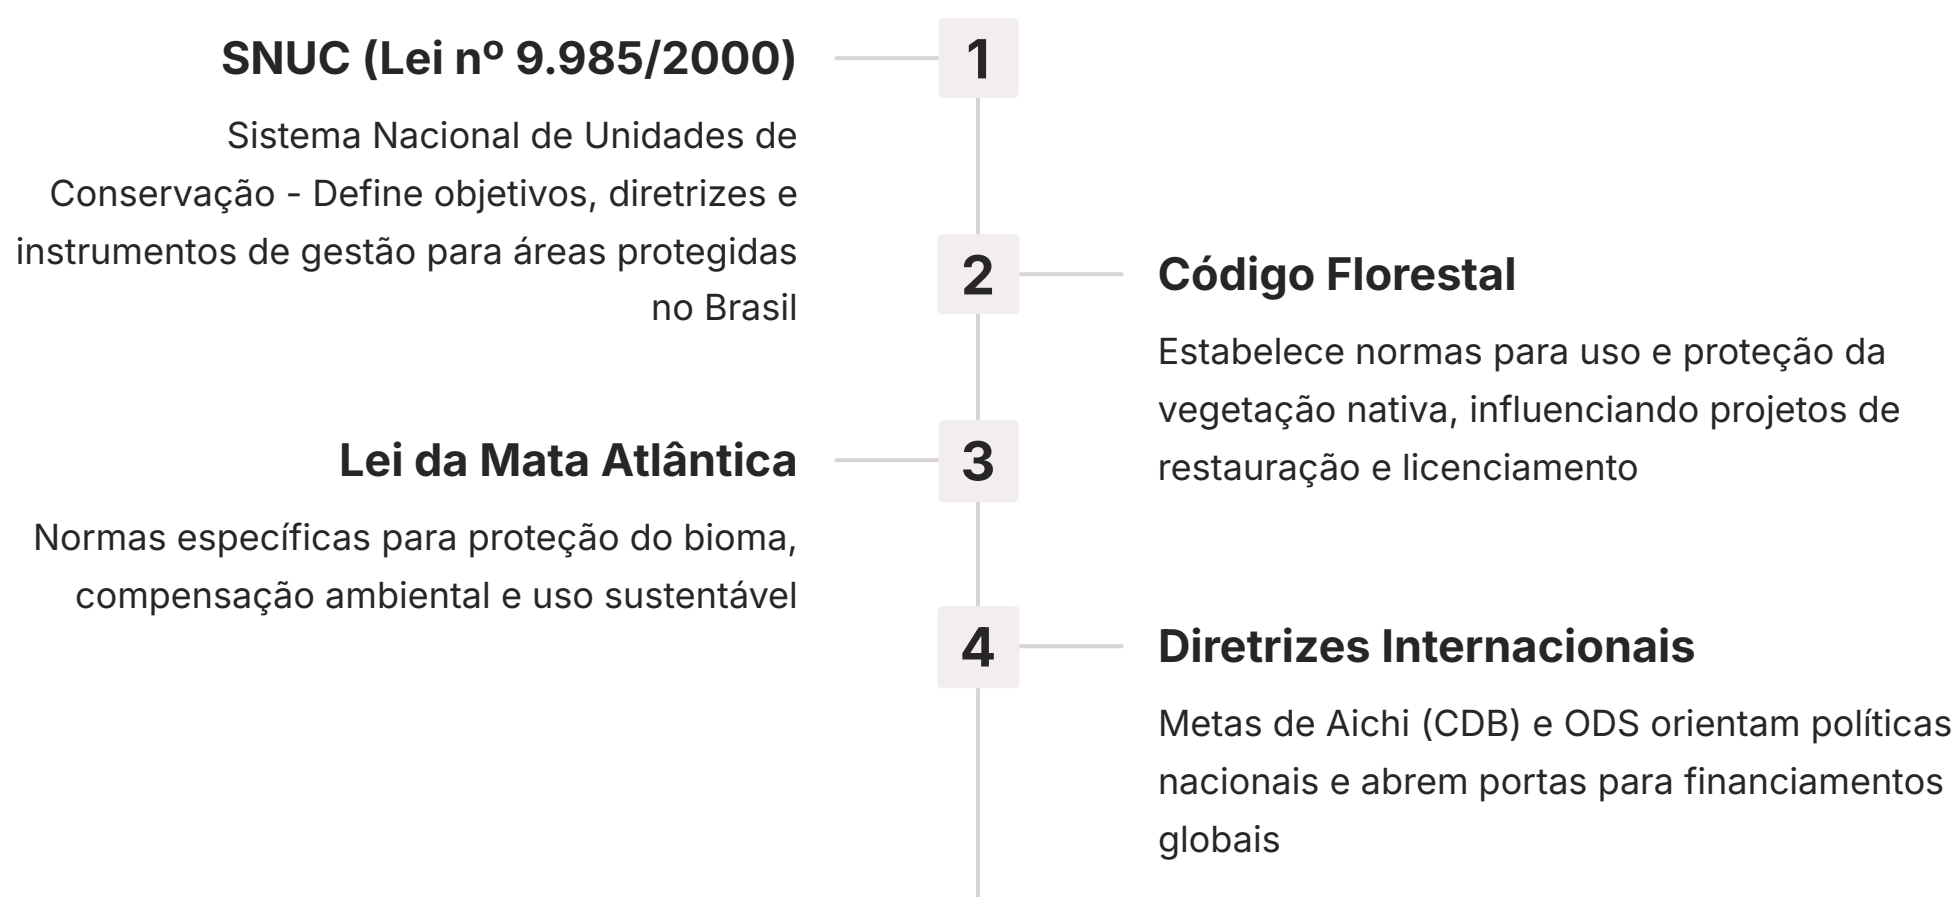 SNUC (Lei nº 9.985/2000)
1
Sistema Nacional de Unidades de
Conservação - Define objetivos, diretrizes e
instrumentos de gestão para áreas protegidas
no Brasil
2
Código Florestal
Estabelece normas para uso e proteção da
vegetação nativa, influenciando projetos de
restauração e licenciamento
Lei da Mata Atlântica
3
Normas específicas para proteção do bioma,
compensação ambiental e uso sustentável
4
Diretrizes Internacionais
Metas de Aichi (CDB) e ODS orientam políticas
nacionais e abrem portas para financiamentos
globais